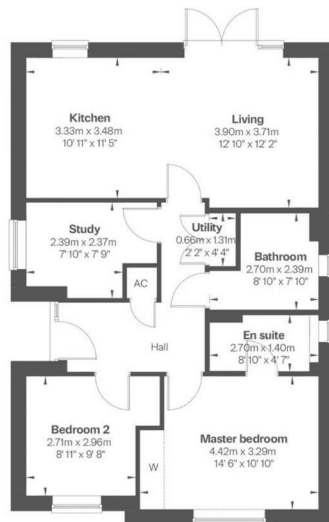 Kitchen
3.33m x 3.48m
10' 11" x 11' 5"
Living
3.90m x 3.71m
12' 10" x 12' 2"
Study
2.39m x 2.37m
7' 10" x 7' 9"
Utility
0.66m x 1.31m
2' 2" x 4' 4"
Bathroom
2.70m x 2.39m
8' 10" x 7' 10"
AC
En suite
2.70m x 1.40m
8' 10" x 4' 7"
Hall
Bedroom 2
2.71m x 2.96m
8' 11" x 9' 8"
Master bedroom
4.42m x 3.29m
14' 6" x 10' 10"
W